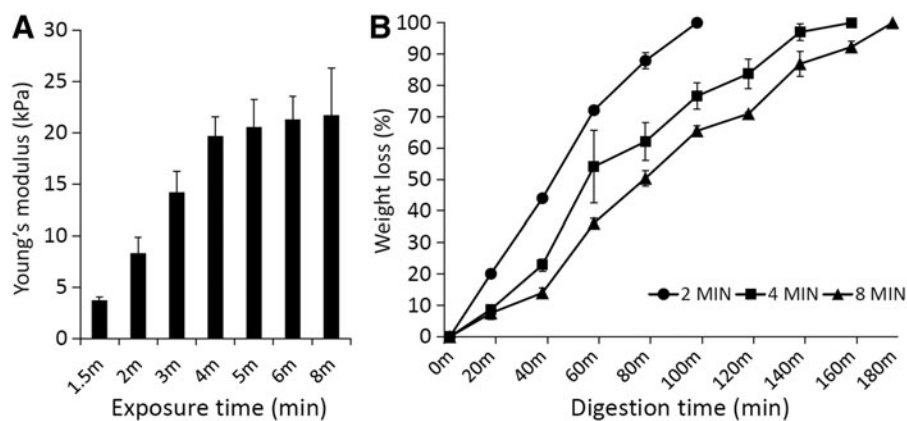 A
30
25
20
15
10
5
0
Young's modulus (kPa)
1.5m 2m 3m 4m 5m 6m 8m
Exposure time (min)
B
100
90
80
70
60
50
40
30
20
10
0
Weight loss (%)
2 MIN 4 MIN 8 MIN
0m 20m 40m 60m 80m 100m 120m 140m 160m 180m
Digestion time (min)